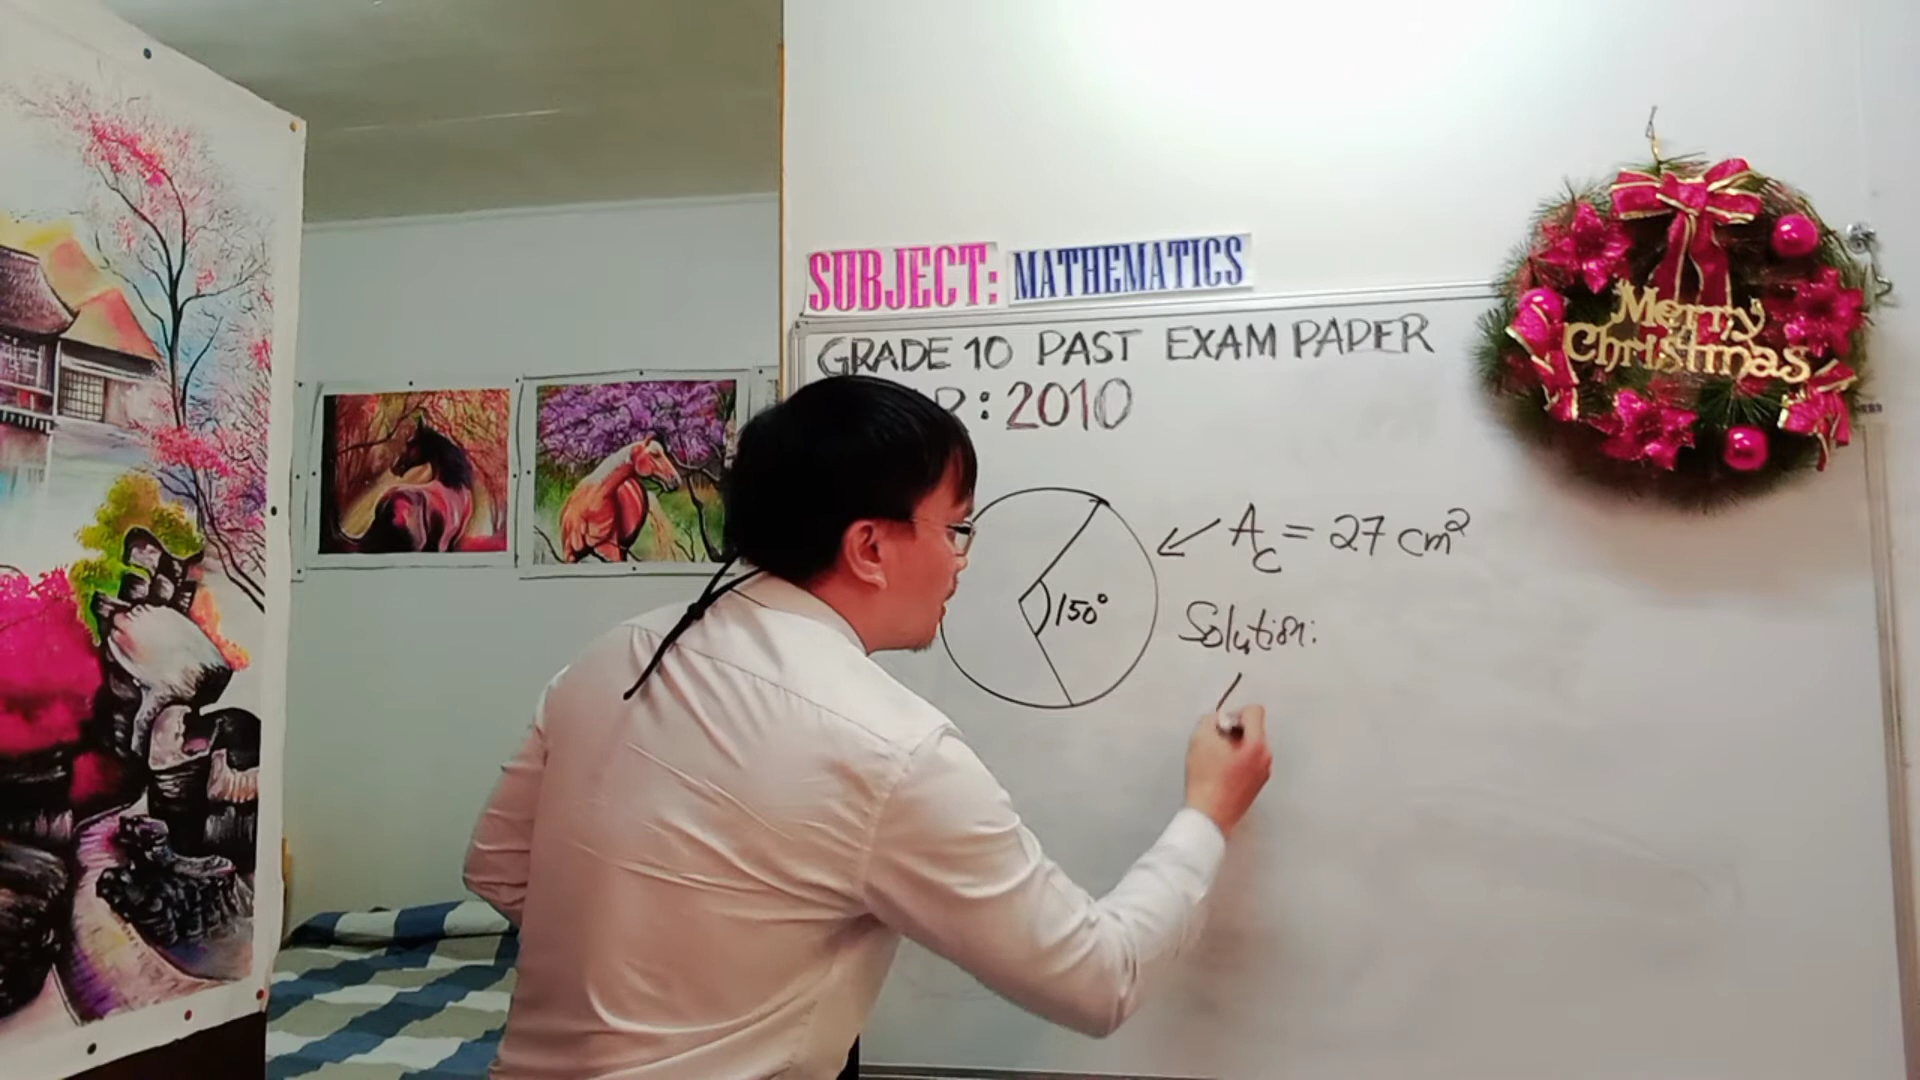 SUBJECT: MATHEMATICS
GRADE 10 PAST EXAM PAPER
: 2010
A_C = 27 cm²
150°
Solution:
Merry
Christmas